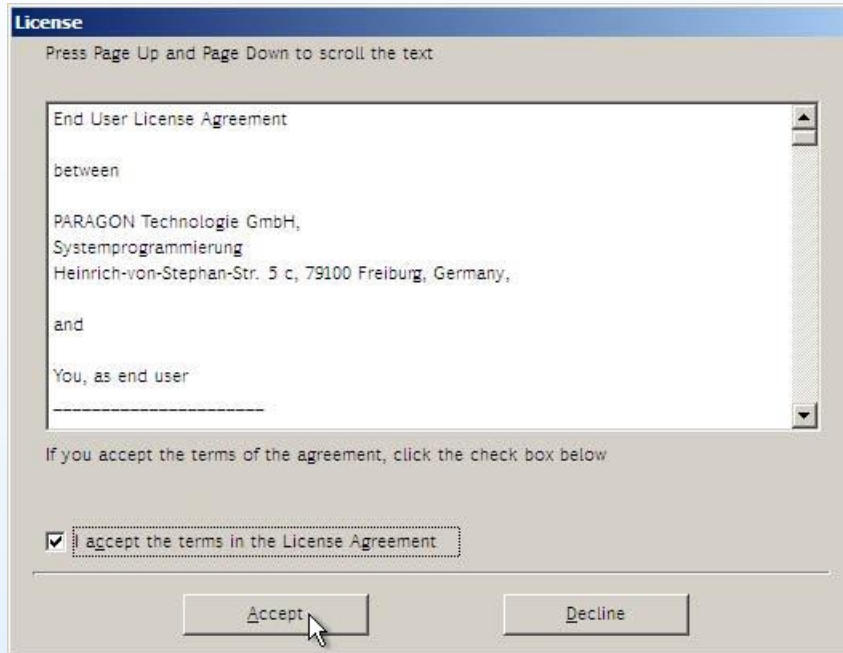 License
Press Page Up and Page Down to scroll the text
End User License Agreement
between
PARAGON Technologie GmbH,
Systemprogrammierung
Heinrich-von-Stephan-Str. 5 c, 79100 Freiburg, Germany,
and
You, as end user
______________________
If you accept the terms of the agreement, click the check box below
I accept the terms in the License Agreement
Accept
Decline